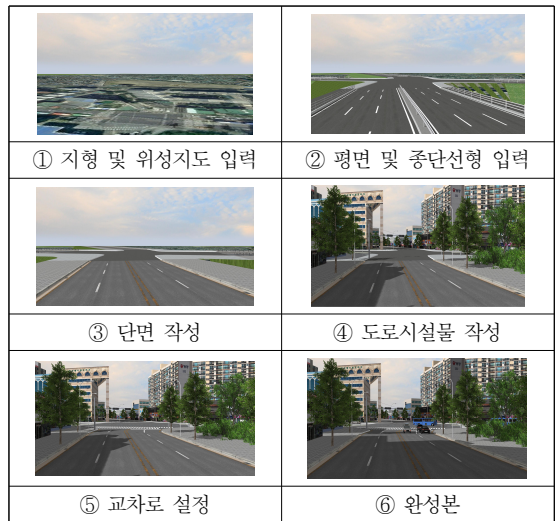 ① 지형 및 위성지도 입력
② 평면 및 종단선형 입력
③ 단면 작성
④ 도로시설물 작성
⑤ 교차로 설정
⑥ 완성본